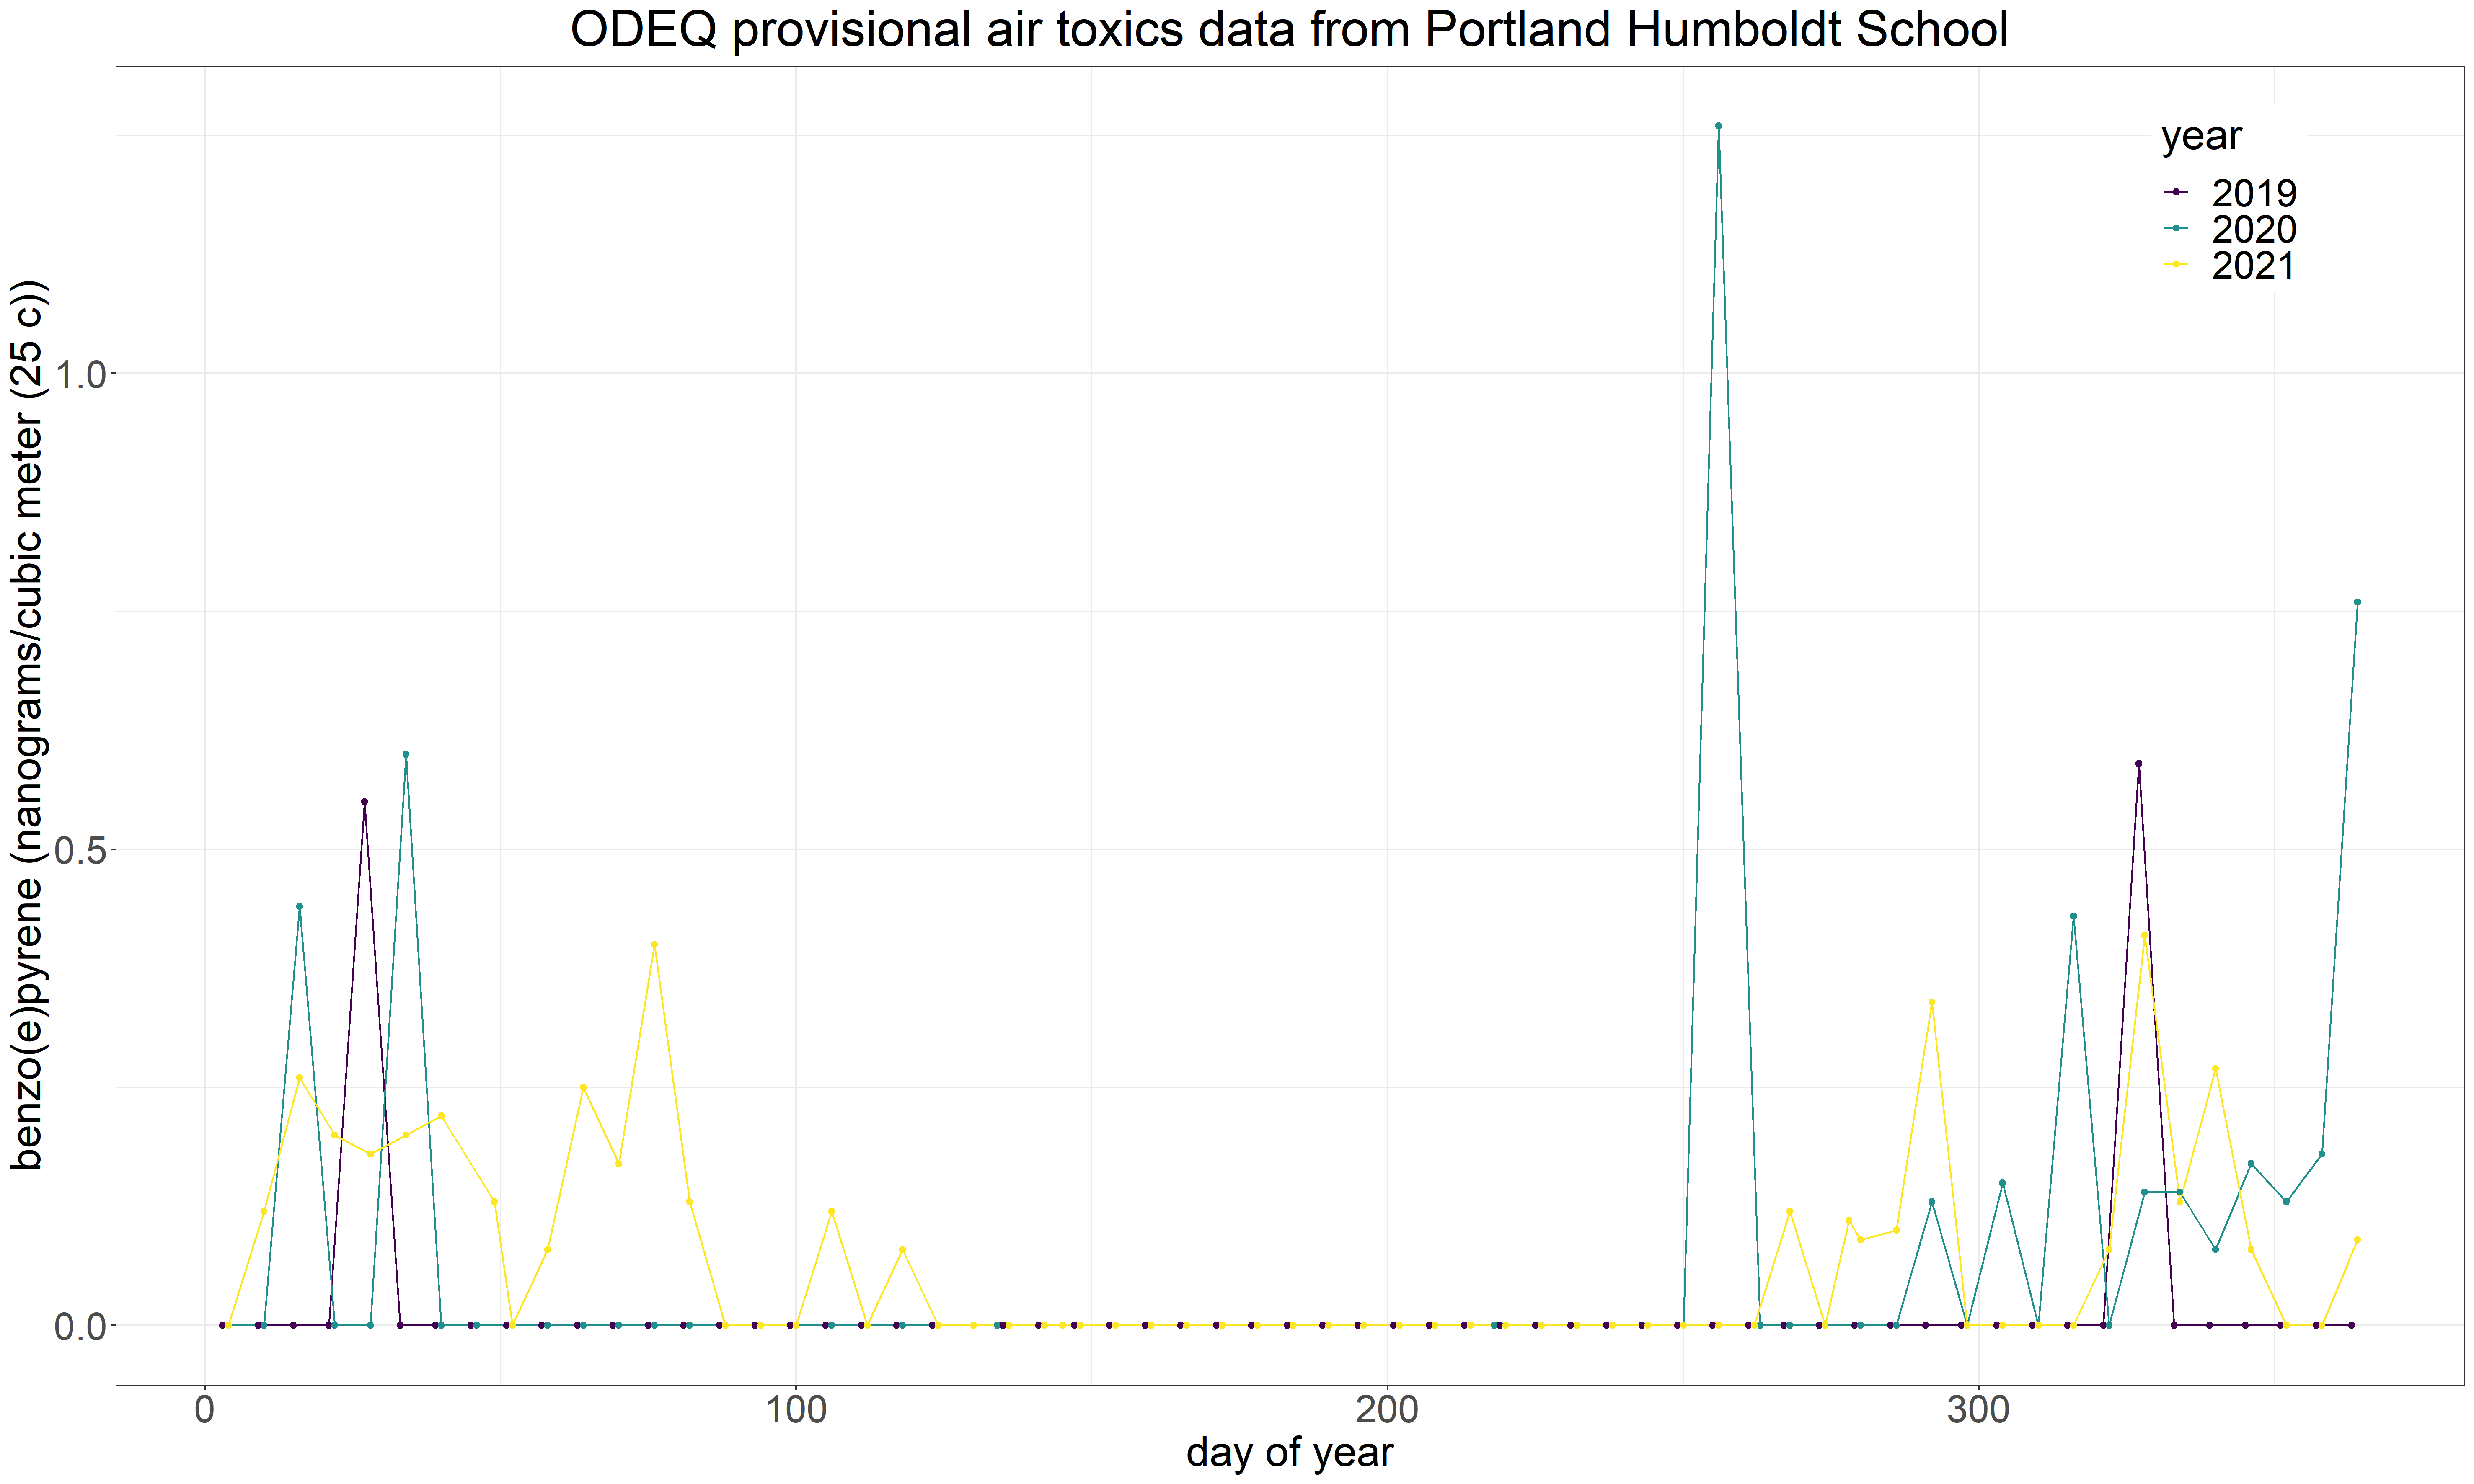 ODEQ provisional air toxics data from Portland Humboldt School
benzo(e)pyrene (nanograms/cubic meter (25 c))
1.0
0.5
0.0
year
2019
2020
2021
0 100 200 300
day of year